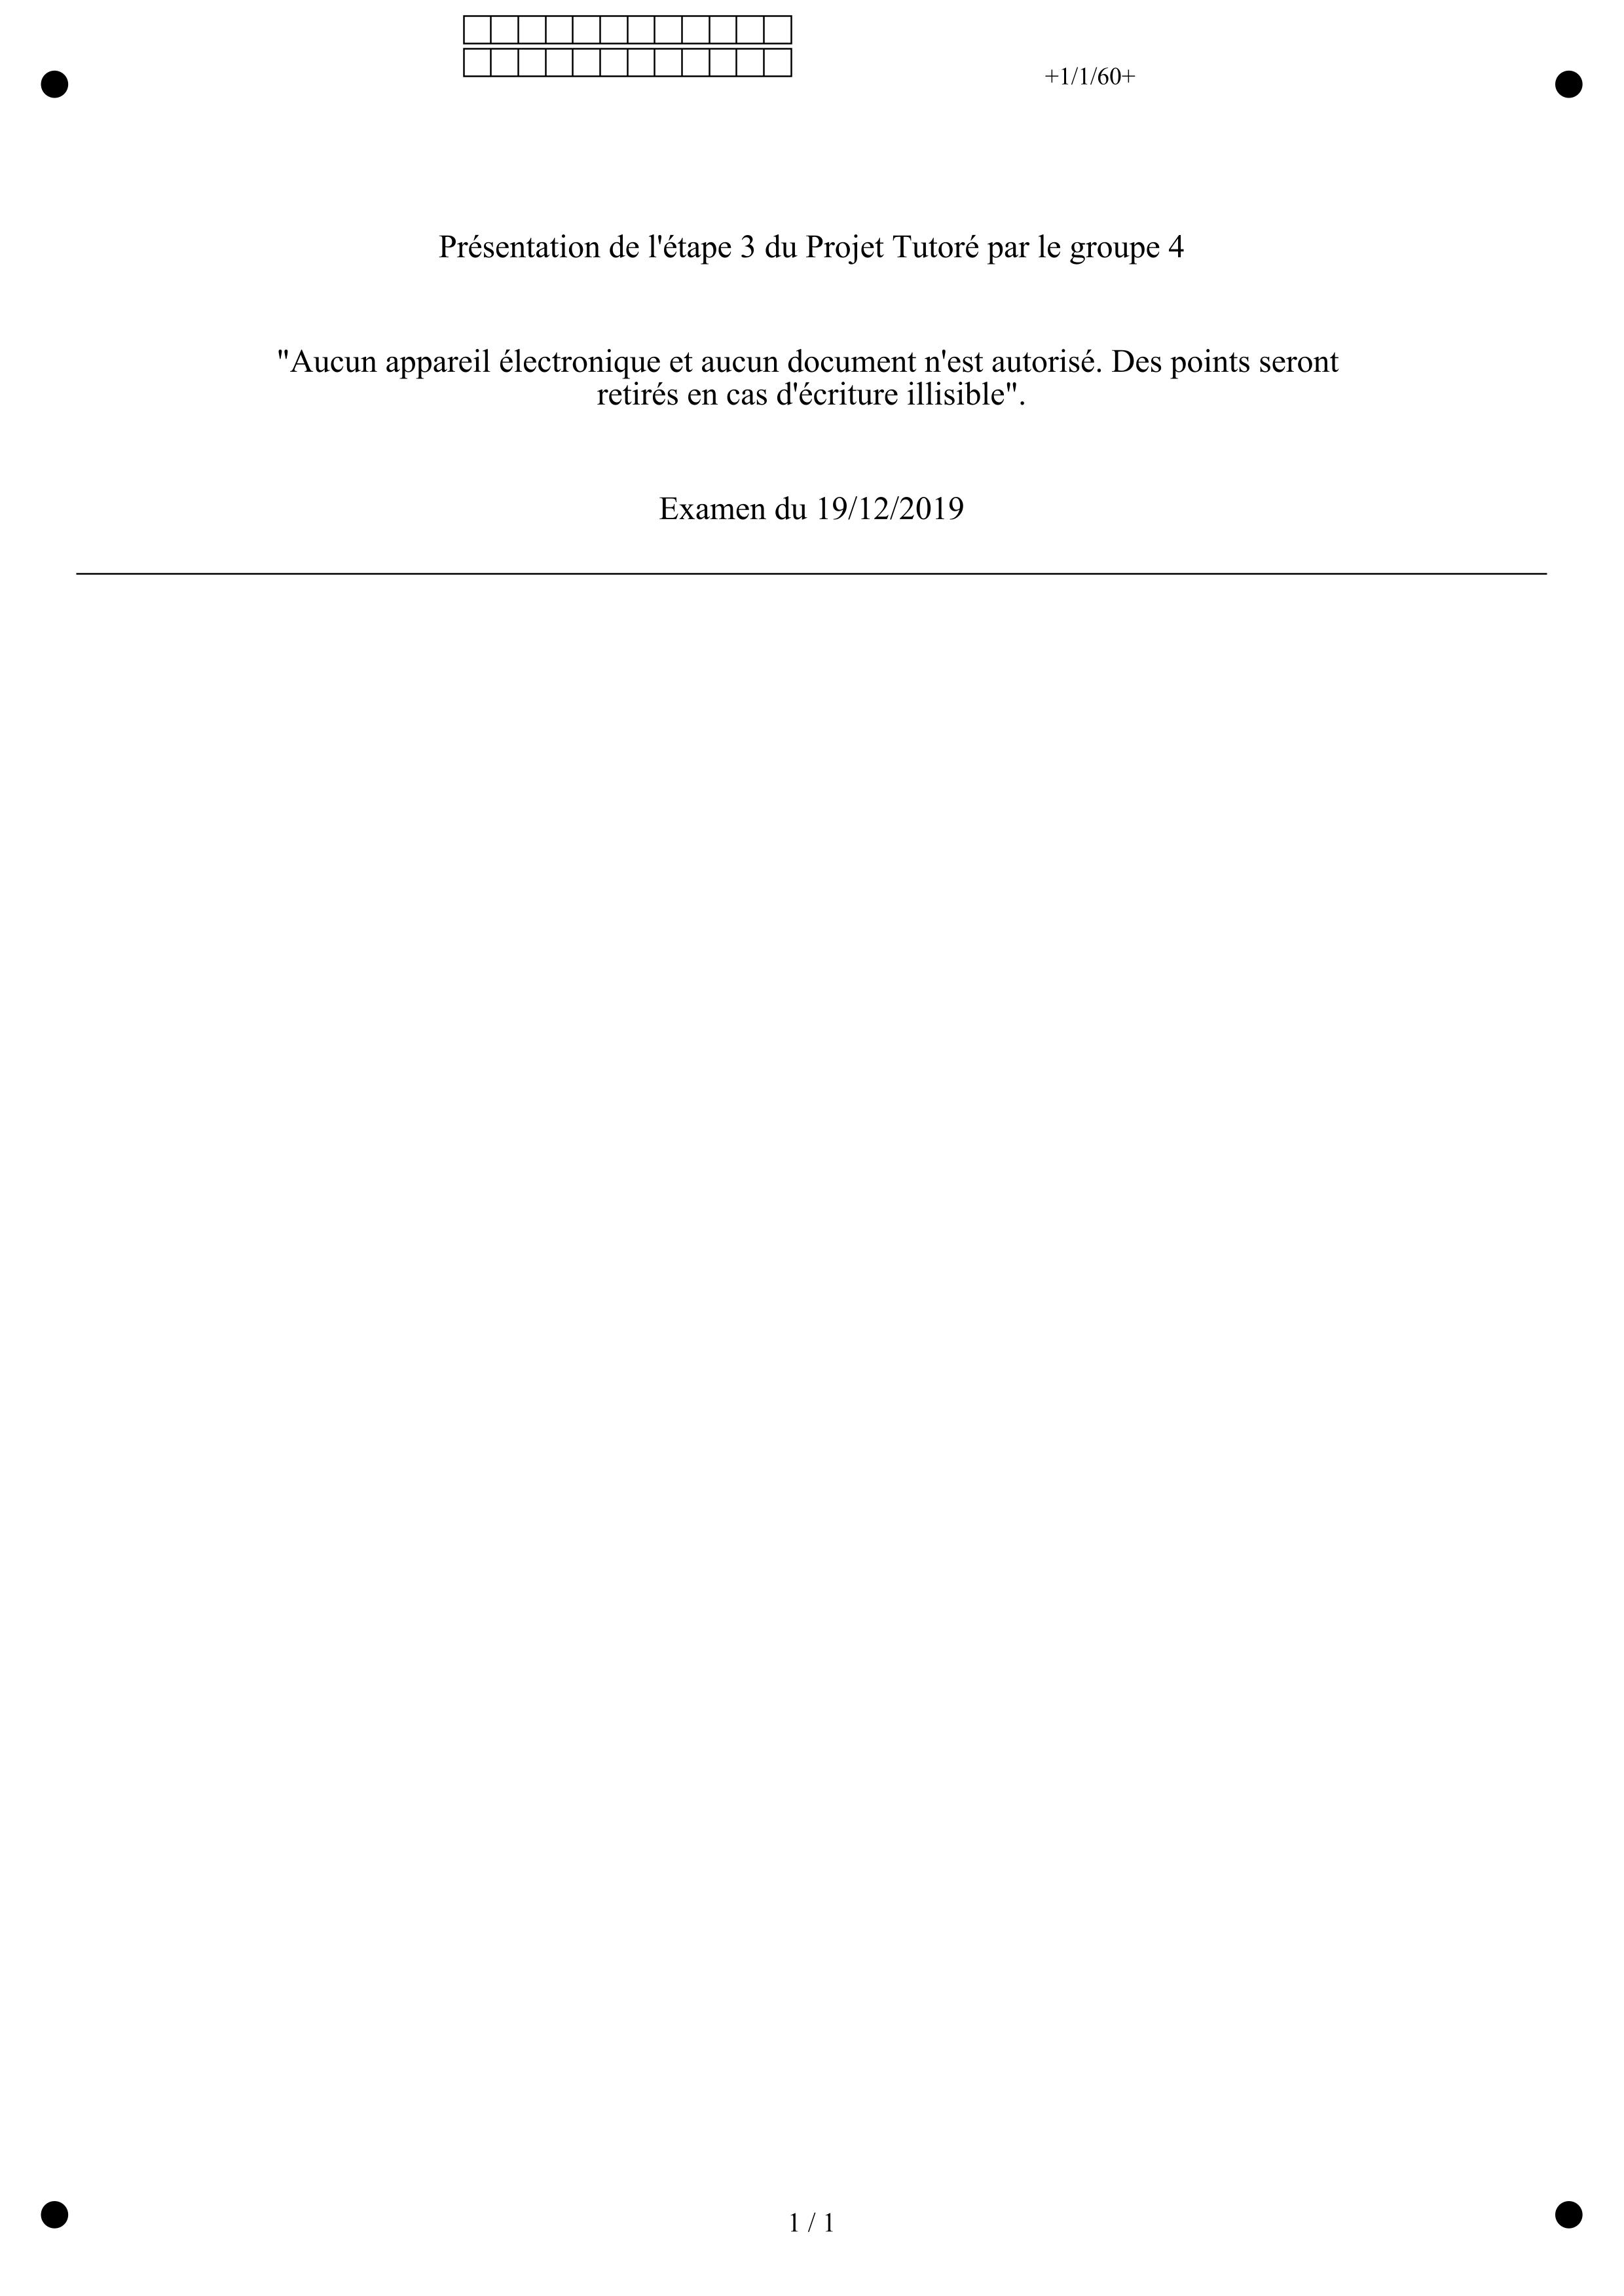 +1/1/60+
Présentation de l'étape 3 du Projet Tutoré par le groupe 4
"Aucun appareil électronique et aucun document n'est autorisé. Des points seront
retirés en cas d'écriture illisible".
Examen du 19/12/2019
1 / 1